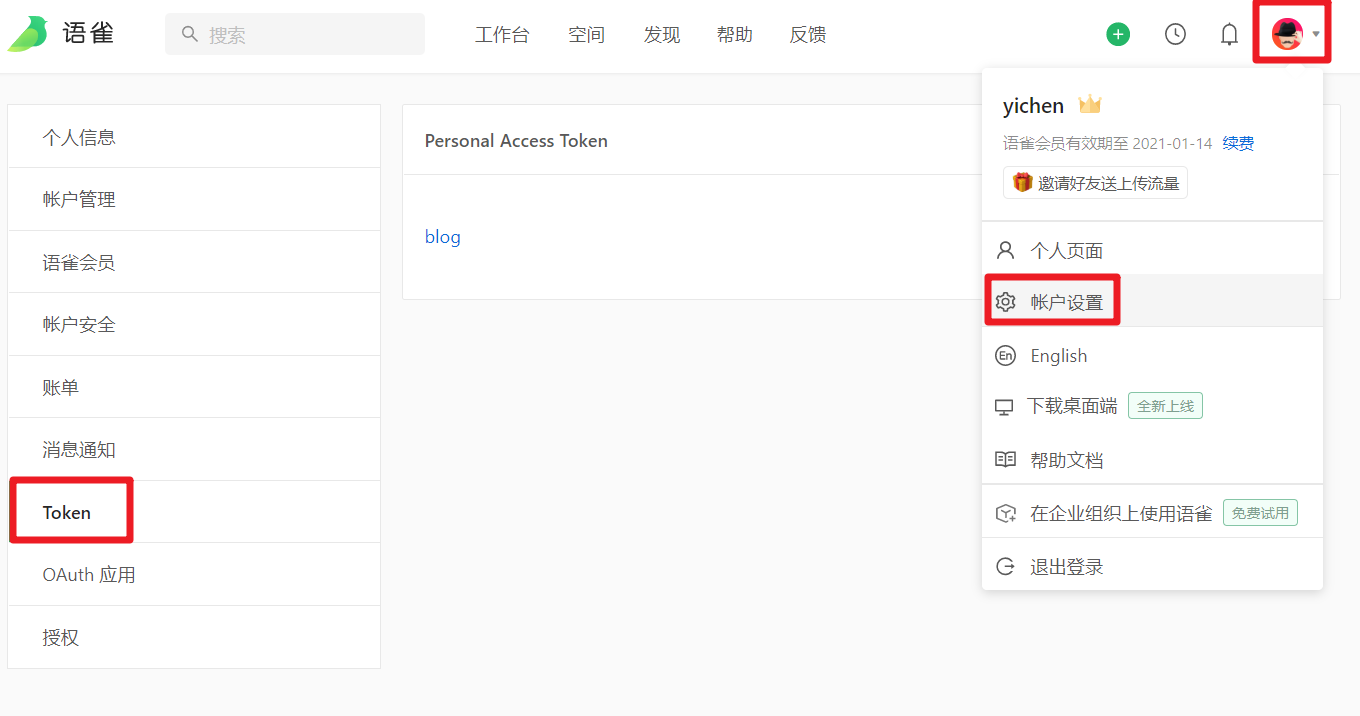 语雀
搜索
工作台 空间 发现 帮助 反馈
个人信息
帐户管理
语雀会员
帐户安全
账单
消息通知
Token
OAuth 应用
授权
Personal Access Token
blog
yichen
语雀会员有效期至 2021-01-14 续费
邀请好友送上传流量
个人页面
帐户设置
En English
下载桌面端 全新上线
帮助文档
在企业组织上使用语雀 免费试用
退出登录